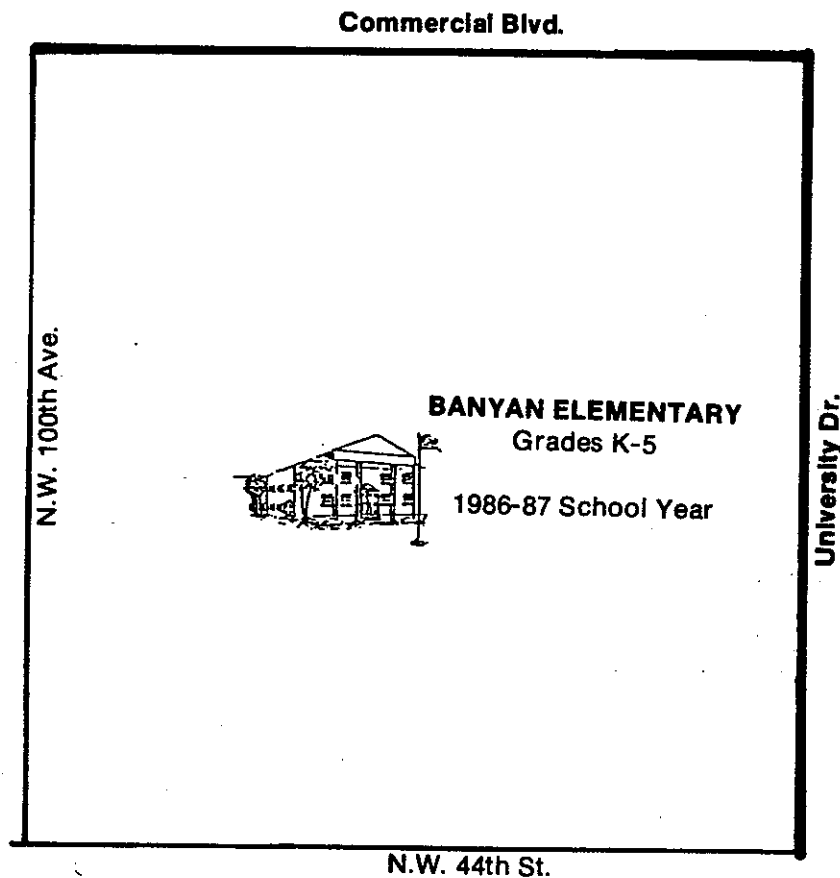 Commercial Blvd.
N.W. 100th Ave.
BANYAN ELEMENTARY
Grades K-5
1986-87 School Year
University Dr.
N.W. 44th St.